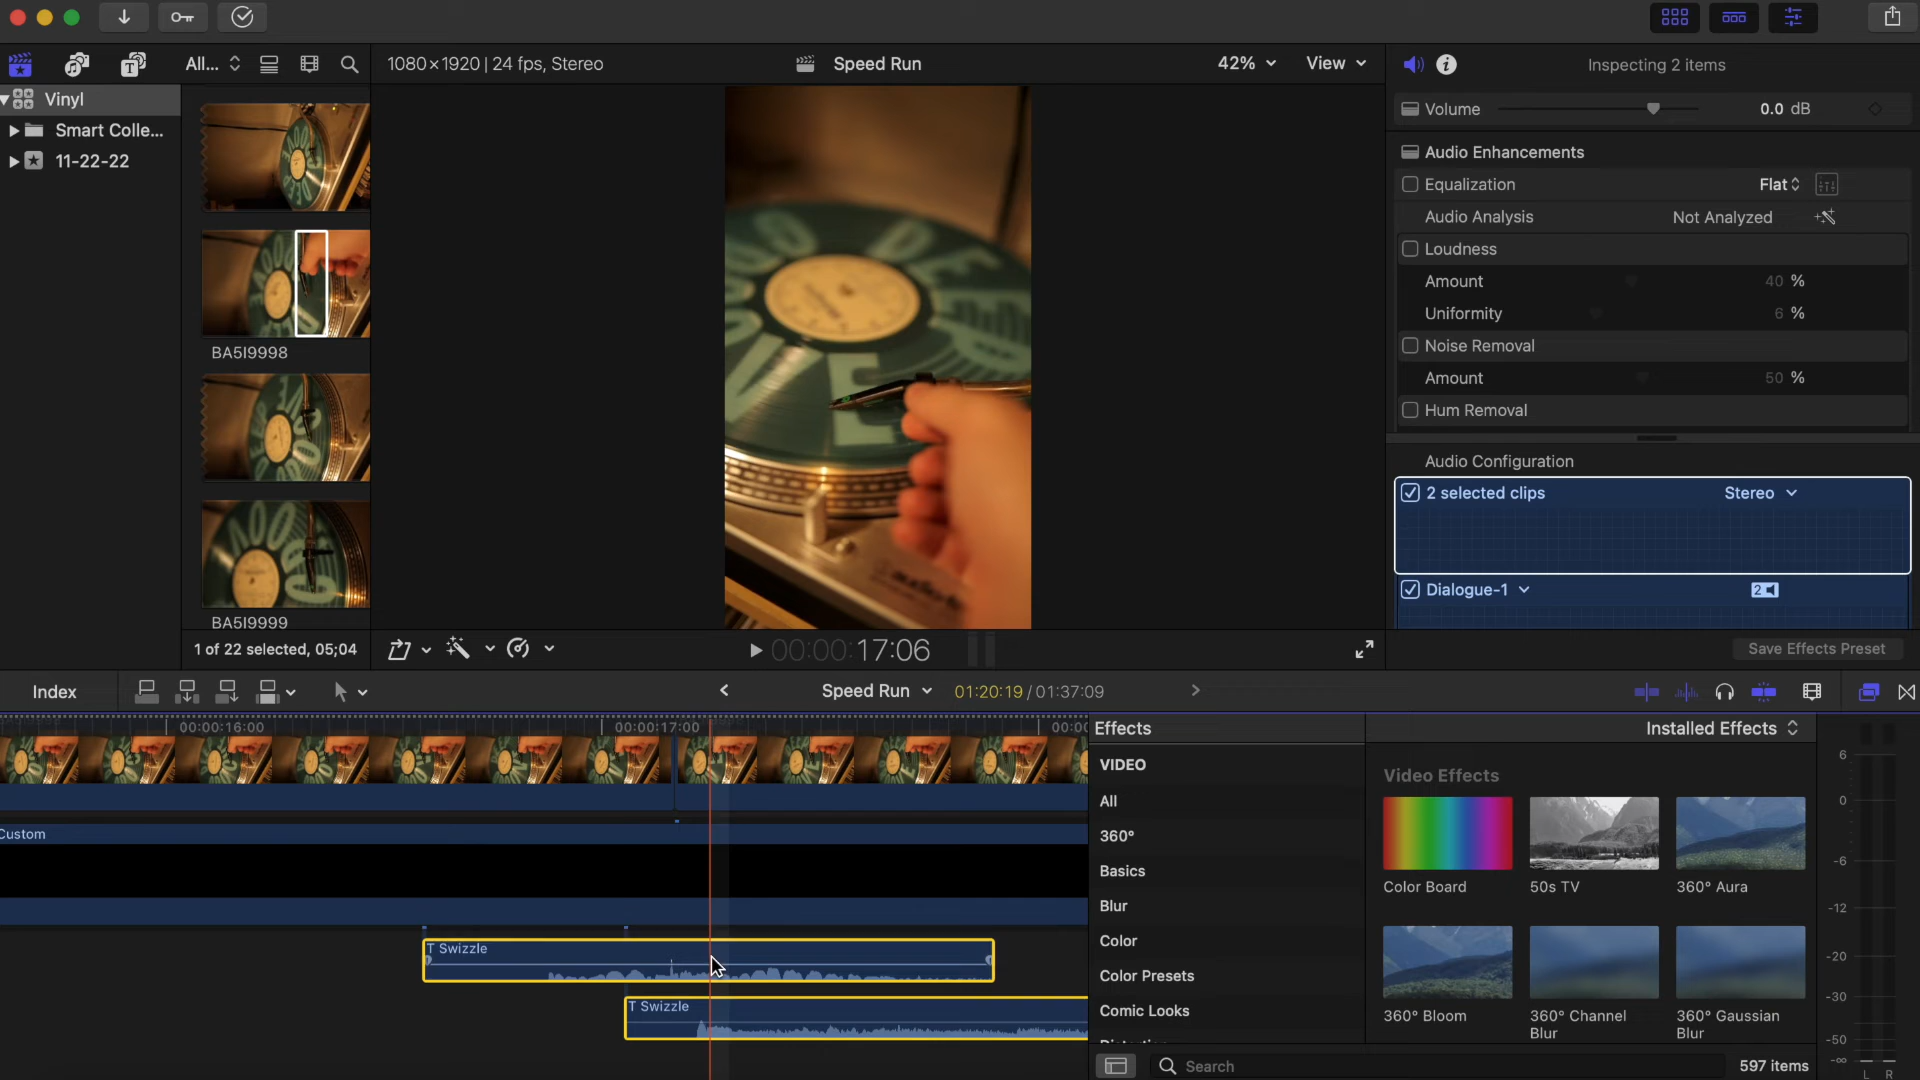 All...
1080×1920 | 24 fps, Stereo
Speed Run
42%
View
Inspecting 2 items
Vinyl
Smart Colle...
11-22-22
BA5I9998
BA5I9999
1 of 22 selected, 05;04
00:00:17:06
Volume
0.0 dB
Audio Enhancements
Equalization
Flat
Audio Analysis
Not Analyzed
Loudness
Amount
40 %
Uniformity
6 %
Noise Removal
Amount
50 %
Hum Removal
Audio Configuration
2 selected clips
Stereo
Dialogue-1
2
Save Effects Preset
Index
Speed Run
01:20:19 / 01:37:09
00:00:16:00
00:00:17:00
00:00
Custom
T Swizzle
T Swizzle
Effects
VIDEO
All
360°
Basics
Blur
Color
Color Presets
Comic Looks
Installed Effects
Video Effects
Color Board
50s TV
360° Aura
360° Bloom
360° Channel
Blur
360° Gaussian
Blur
Search
597 items
6
0
-6
-12
-20
-30
-50
-∞
L R